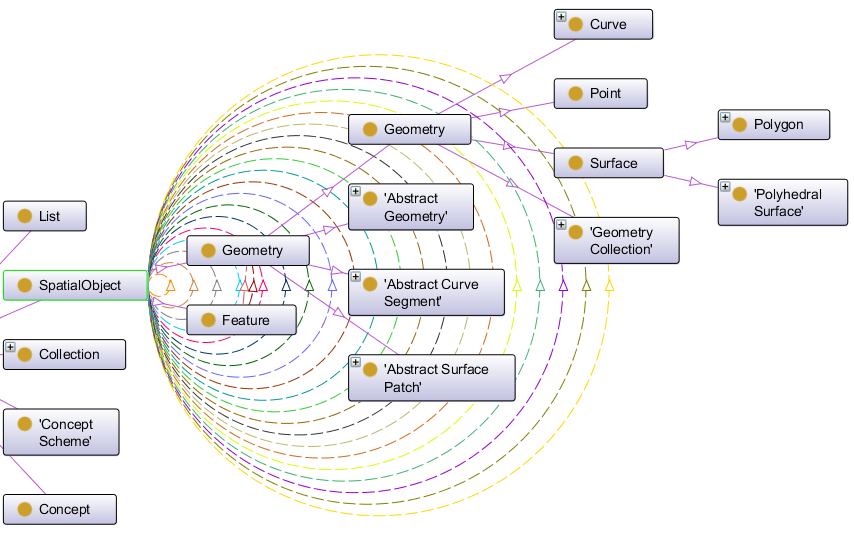 Curve
Point
Geometry
Polygon
Surface
'Abstract
Geometry'
'Polyhedral
Surface'
List
'Geometry
Collection'
Geometry
SpatialObject
'Abstract Curve
Segment'
Feature
Collection
'Abstract Surface
Patch'
'Concept
Scheme'
Concept